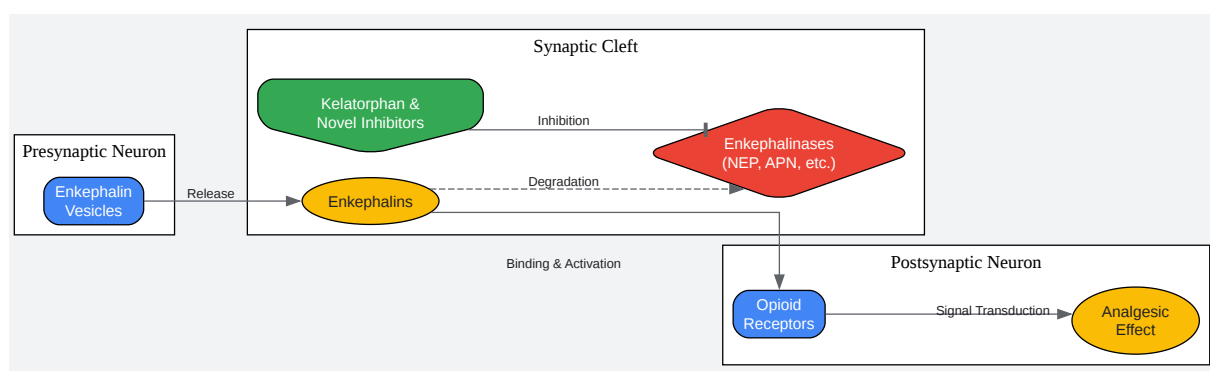 Synaptic Cleft
Kelatorphan &
Novel Inhibitors
Inhibition
Enkephalinases
(NEP, APN, etc.)
Presynaptic Neuron
Enkephalin
Vesicles
Release
Enkephalins
Degradation
Binding & Activation
Postsynaptic Neuron
Opioid
Receptors
Signal Transduction
Analgesic
Effect